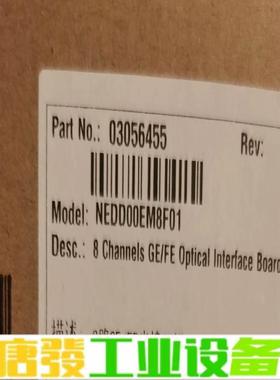 Part No.: 03056455 Rev:
Model: NEDD00EM8F01
Desc.: 8 Channels GE/FE Optical Interface Board
描述
唐發工业设备